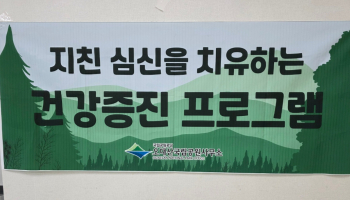 지친 심신을 치유하는
건강증진 프로그램